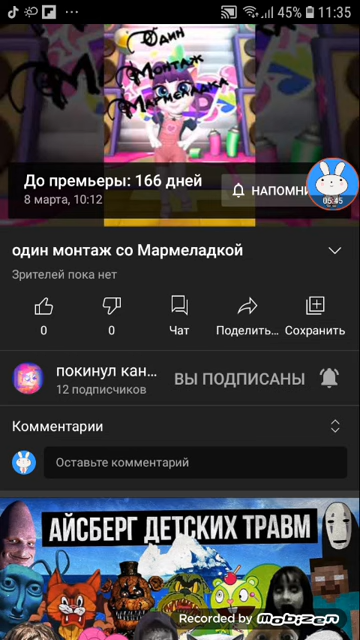 45% 11:35
Один
Монтаж
Мармеладка
До премьеры: 166 дней
8 марта, 10:12
НАПОМНИ
05:45
один монтаж со Мармеладкой
Зрителей пока нет
0
0
Чат
Поделить...
Сохранить
покинул кан...
12 подписчиков
ВЫ ПОДПИСАНЫ
Комментарии
Оставьте комментарий
АЙСБЕРГ ДЕТСКИХ ТРАВМ
Recorded by Mobizen